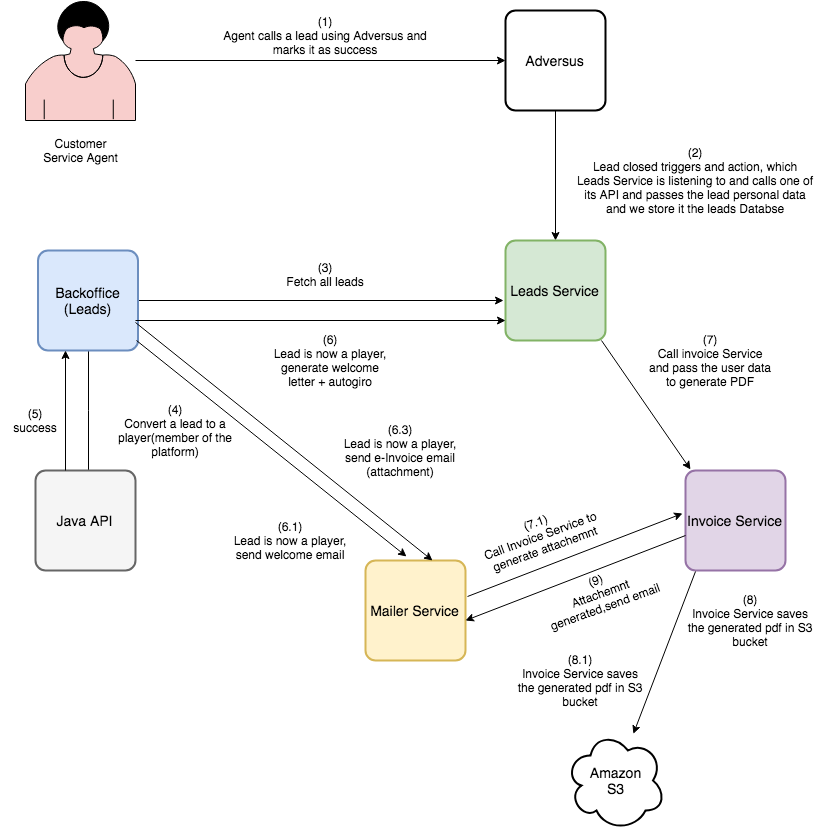 (1)
Agent calls a lead using Adversus and
marks it as success
Adversus
Customer
Service Agent
(2)
Lead closed triggers and action, which
Leads Service is listening to and calls one of
its API and passes the lead personal data
and we store it the leads Databse
Backoffice
(Leads)
(3)
Fetch all leads
Leads Service
(6)
Lead is now a player,
generate welcome
letter + autogiro
(7)
Call invoice Service
and pass the user data
to generate PDF
(5)
success
(4)
Convert a lead to a
player(member of the
platform)
(6.3)
Lead is now a player,
send e-Invoice email
(attachment)
Java API
(6.1)
Lead is now a player,
send welcome email
(7.1)
Call Invoice Service to
generate attachemnt
Invoice Service
Mailer Service
(9)
Attachemnt
generated,send email
(8)
Invoice Service saves
the generated pdf in S3
bucket
(8.1)
Invoice Service saves
the generated pdf in S3
bucket
Amazon
S3